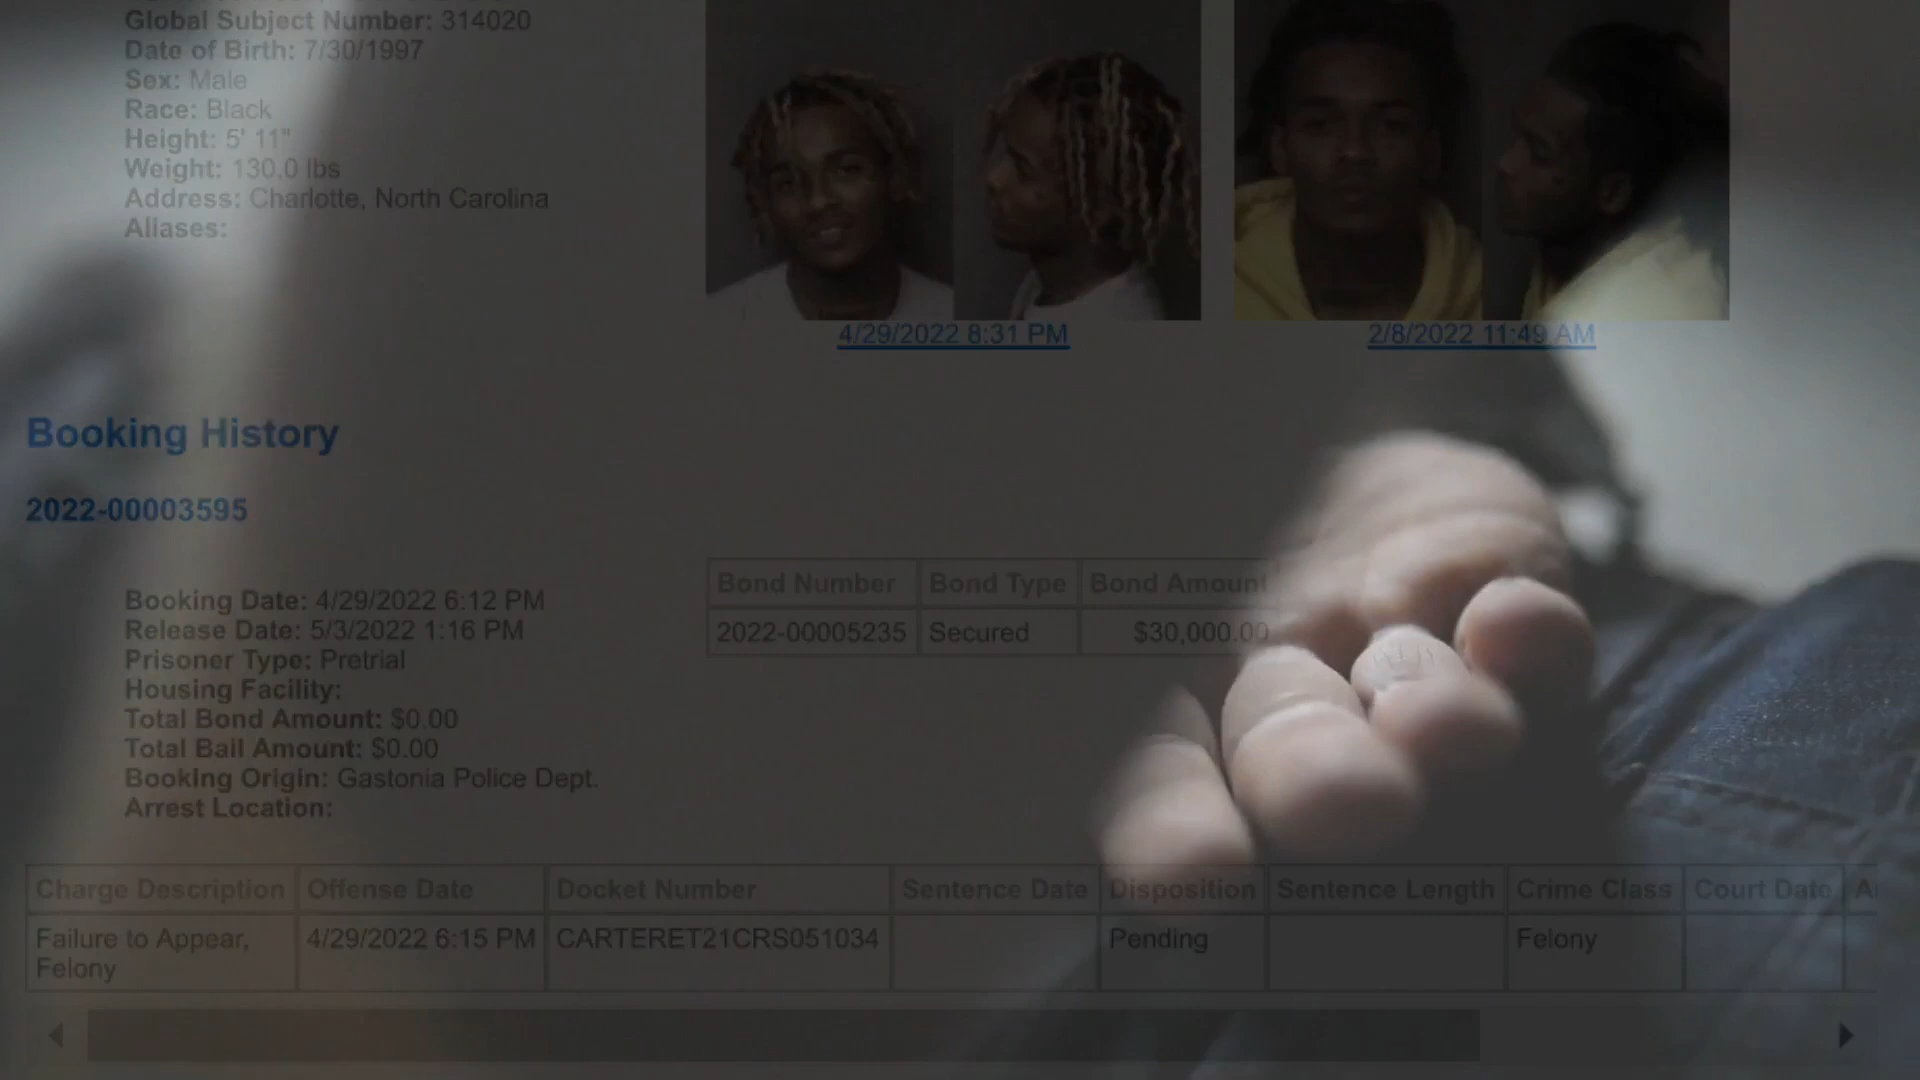 Global Subject Number: 314020
Date of Birth: 7/30/1997
Sex: Male
Race: Black
Height: 5' 11"
Weight: 130.0 lbs
Address: Charlotte, North Carolina
Aliases:
4/29/2022 8:31 PM
2/8/2022 11:49 AM
Booking History
2022-00003595
Booking Date: 4/29/2022 6:12 PM
Release Date: 5/3/2022 1:16 PM
Prisoner Type: Pretrial
Housing Facility:
Total Bond Amount: $0.00
Total Bail Amount: $0.00
Booking Origin: Gastonia Police Dept.
Arrest Location:
Bond Number Bond Type Bond Amount
2022-00005235 Secured $30,000.00
Charge Description Offense Date Docket Number Sentence Date Disposition Sentence Length Crime Class Court Date
Failure to Appear, 4/29/2022 6:15 PM CARTERET21CRS051034 Pending Felony
Felony